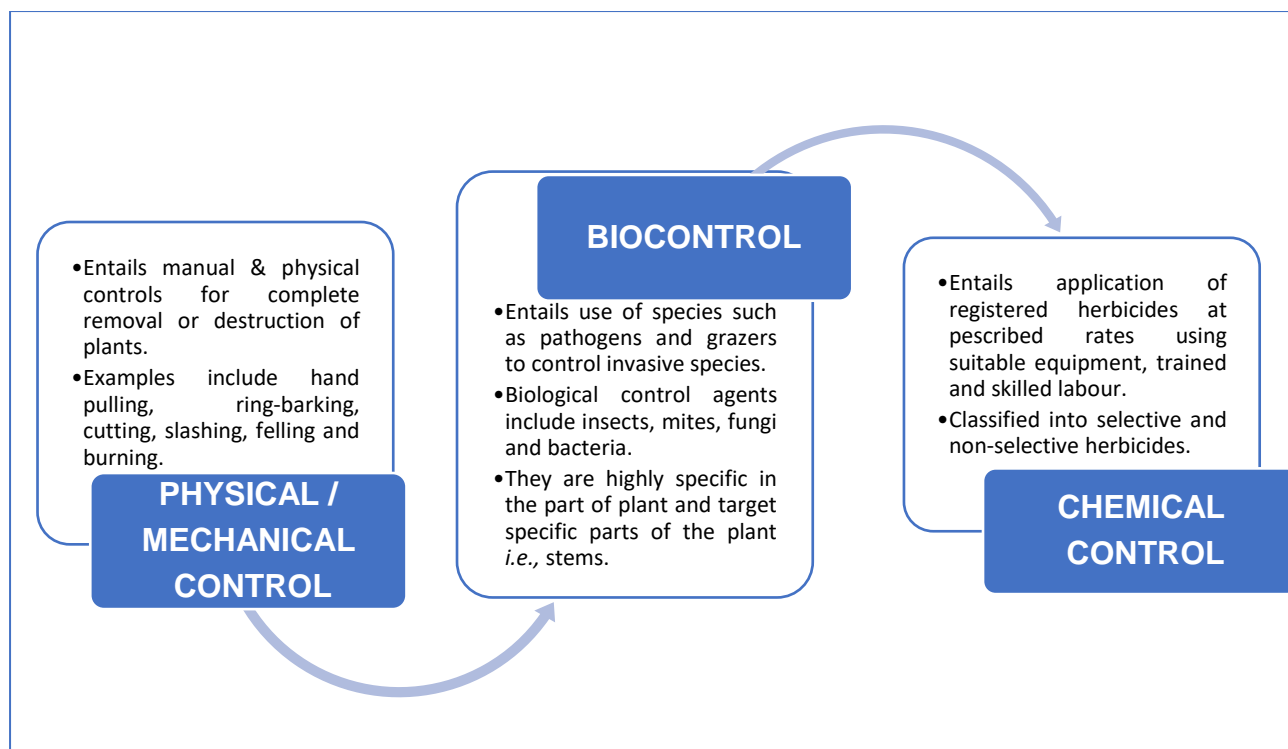 •Entails manual & physical
controls for complete
removal or destruction of
plants.
•Examples include hand
pulling, ring-barking,
cutting, slashing, felling and
burning.
PHYSICAL /
MECHANICAL
CONTROL
BIOCONTROL
•Entails use of species such
as pathogens and grazers
to control invasive species.
•Biological control agents
include insects, mites, fungi
and bacteria.
•They are highly specific in
the part of plant and target
specific parts of the plant
i.e., stems.
•Entails application of
registered herbicides at
pescribed rates using
suitable equipment, trained
and skilled labour.
•Classified into selective and
non-selective herbicides.
CHEMICAL
CONTROL